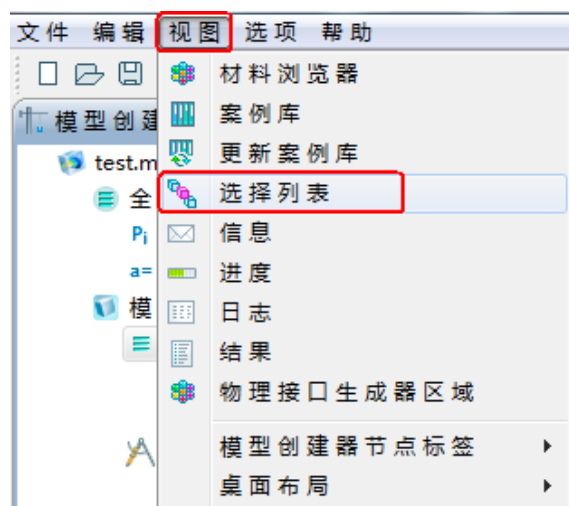 文件 编辑 视图 选项 帮助
模型创建
材料浏览器
案例库
test.m
更新案例库
全
选择列表
Pi
信息
a=
进度
模
日志
结果
物理接口生成器区域
模型创建器节点标签
桌面布局